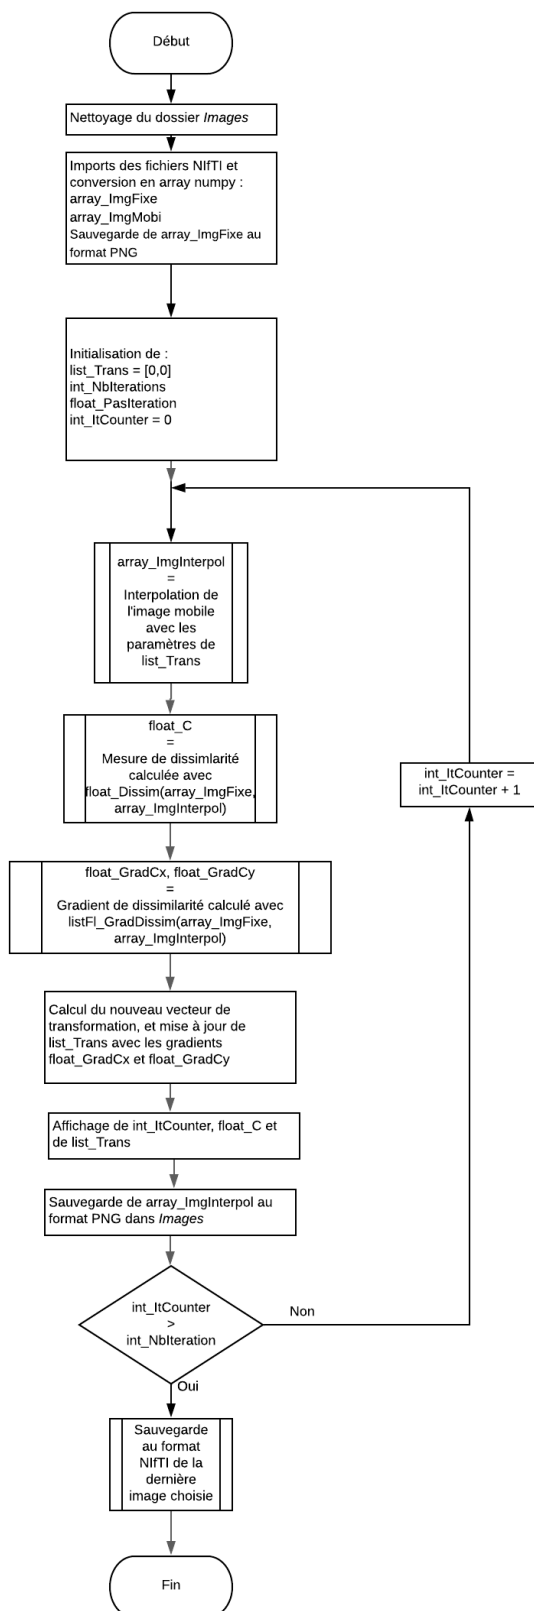 Début
Nettoyage du dossier Images
Imports des fichiers NIfTI et
conversion en array numpy :
array_ImgFixe
array_ImgMobi
Sauvegarde de array_ImgFixe au
format PNG
Initialisation de :
list_Trans = [0,0]
int_NbIterations
float_PasIteration
int_ItCounter = 0
array_ImgInterpol
=
Interpolation de
l'image mobile
avec les
paramètres de
list_Trans
float_C
=
Mesure de dissimlarité
calculée avec
float_Dissim(array_ImgFixe,
array_ImgInterpol)
int_ItCounter =
int_ItCounter + 1
float_GradCx, float_GradCy
=
Gradient de dissimilarité calculé avec
listFl_GradDissim(array_ImgFixe,
array_ImgInterpol)
Calcul du nouveau vecteur de
transformation, et mise à jour de
list_Trans avec les gradients
float_GradCx et float_GradCy
Affichage de int_ItCounter, float_C et
de list_Trans
Sauvegarde de array_ImgInterpol au
format PNG dans Images
int_ItCounter
>
int_NbIteration
Non
Oui
Sauvegarde
au format
NIfTI de la
dernière
image choisie
Fin